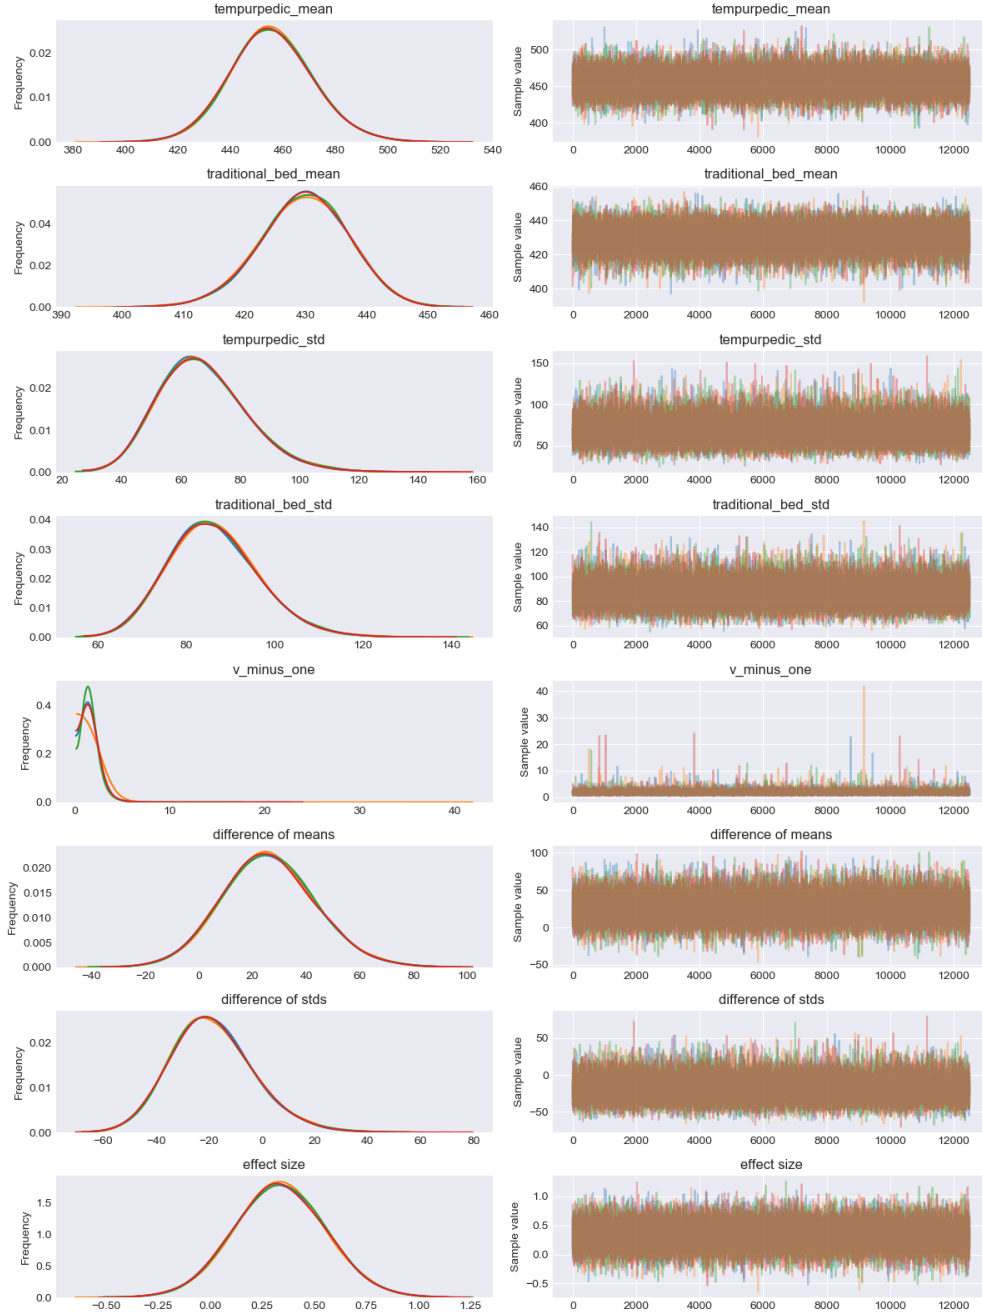 tempurpedic_mean tempurpedic_mean
Frequency 0.02 0.01 0.00
380 400 420 440 460 480 500 520 540
Sample value 500 450 400
0 2000 4000 6000 8000 10000 12000
traditional_bed_mean traditional_bed_mean
Frequency 0.04 0.02 0.00
390 400 410 420 430 440 450 460
Sample value 460 440 420 400
0 2000 4000 6000 8000 10000 12000
tempurpedic_std tempurpedic_std
Frequency 0.02 0.01 0.00
20 40 60 80 100 120 140 160
Sample value 150 100 50
0 2000 4000 6000 8000 10000 12000
traditional_bed_std traditional_bed_std
Frequency 0.04 0.03 0.02 0.01 0.00
60 80 100 120 140
Sample value 140 120 100 80 60
0 2000 4000 6000 8000 10000 12000
v_minus_one v_minus_one
Frequency 0.4 0.2 0.0
0 10 20 30 40
Sample value 40 30 20 10 0
0 2000 4000 6000 8000 10000 12000
difference of means difference of means
Frequency 0.020 0.015 0.010 0.005 0.000
−40 −20 0 20 40 60 80 100
Sample value 100 50 0 −50
0 2000 4000 6000 8000 10000 12000
difference of stds difference of stds
Frequency 0.02 0.01 0.00
−60 −40 −20 0 20 40 60 80
Sample value 50 0 −50
0 2000 4000 6000 8000 10000 12000
effect size effect size
Frequency 1.5 1.0 0.5 0.0
−0.50 −0.25 0.00 0.25 0.50 0.75 1.00 1.25
Sample value 1.0 0.5 0.0 −0.5
0 2000 4000 6000 8000 10000 12000